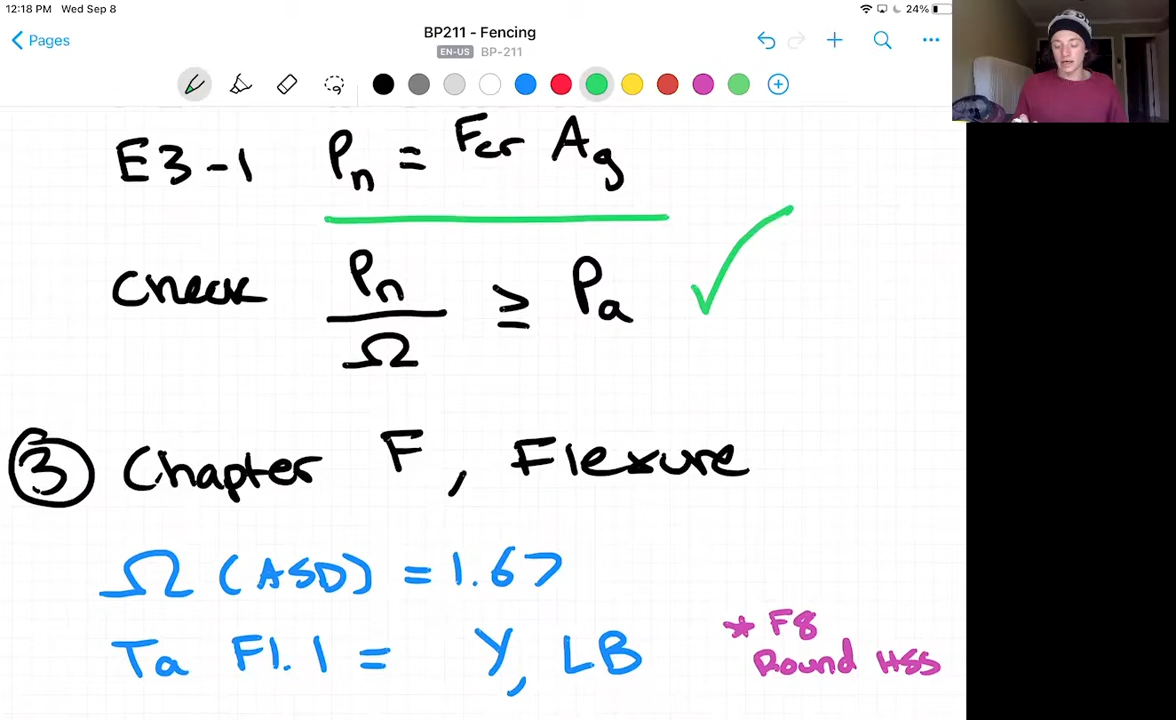 12:18 PM Wed Sep 8
24%
Pages
BP211 - Fencing
EN-US BP-211
E3-1 Pn = Fcr Ag
Check Pn / Ω ≥ Pa
3 Chapter F, Flexure
Ω (ASD) = 1.67
Ta F1.1 = Y, LB
* F8
Round HSS